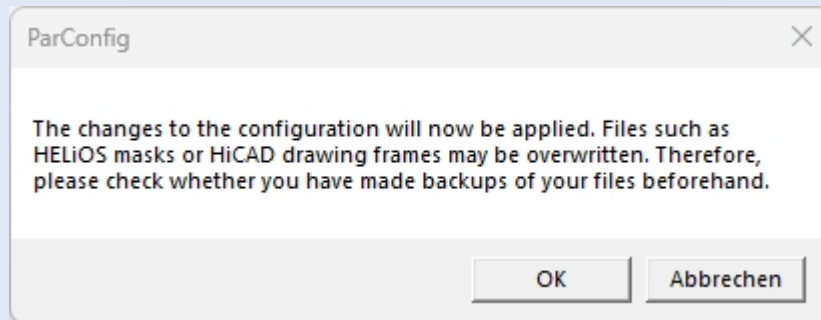 ParConfig
The changes to the configuration will now be applied. Files such as
HELiOS masks or HiCAD drawing frames may be overwritten. Therefore,
please check whether you have made backups of your files beforehand.
OK
Abbrechen